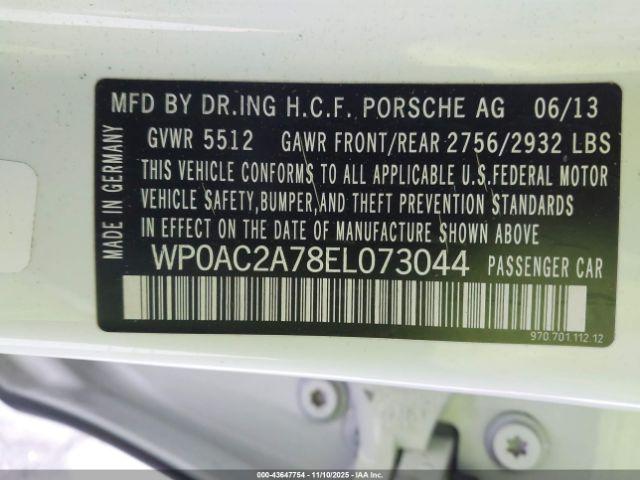 MFD BY DR.ING H.C.F. PORSCHE AG 06/13
GVWR 5512 GAWR FRONT/REAR 2756/2932 LBS
THIS VEHICLE CONFORMS TO ALL APPLICABLE U.S.FEDERAL MOTOR
VEHICLE SAFETY,BUMPER,AND THEFT PREVENTION STANDARDS
IN EFFECT ON THE DATE OF MANUFACTURE SHOWN ABOVE
WP0AC2A78EL073044 PASSENGER CAR
970.701.112.12
MADE IN GERMANY
000-43647754 - 11/10/2025 - IAAI.COM